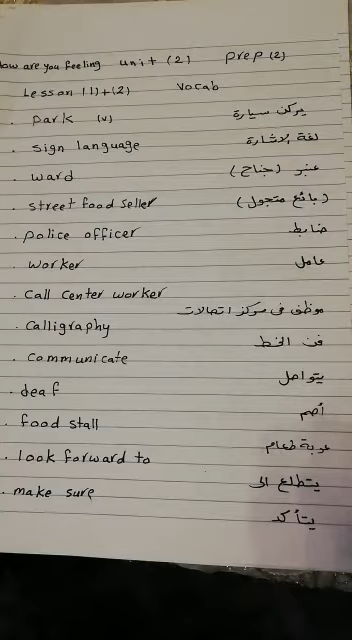 How are you feeling unit (2) prep (2)
Lesson (1)+(2) Vocab
. park (v) يركن سيارة
. sign language لغة الاشارة
. ward عنبر (جناح)
. street food seller (بائع متجول)
. police officer ضابط
. worker عامل
. call center worker موظف في مركز اتصالات
. calligraphy فن الخط
. communicate يتواصل
. deaf أصم
. food stall عربة طعام
. look forward to يتطلع الى
. make sure يتأكد